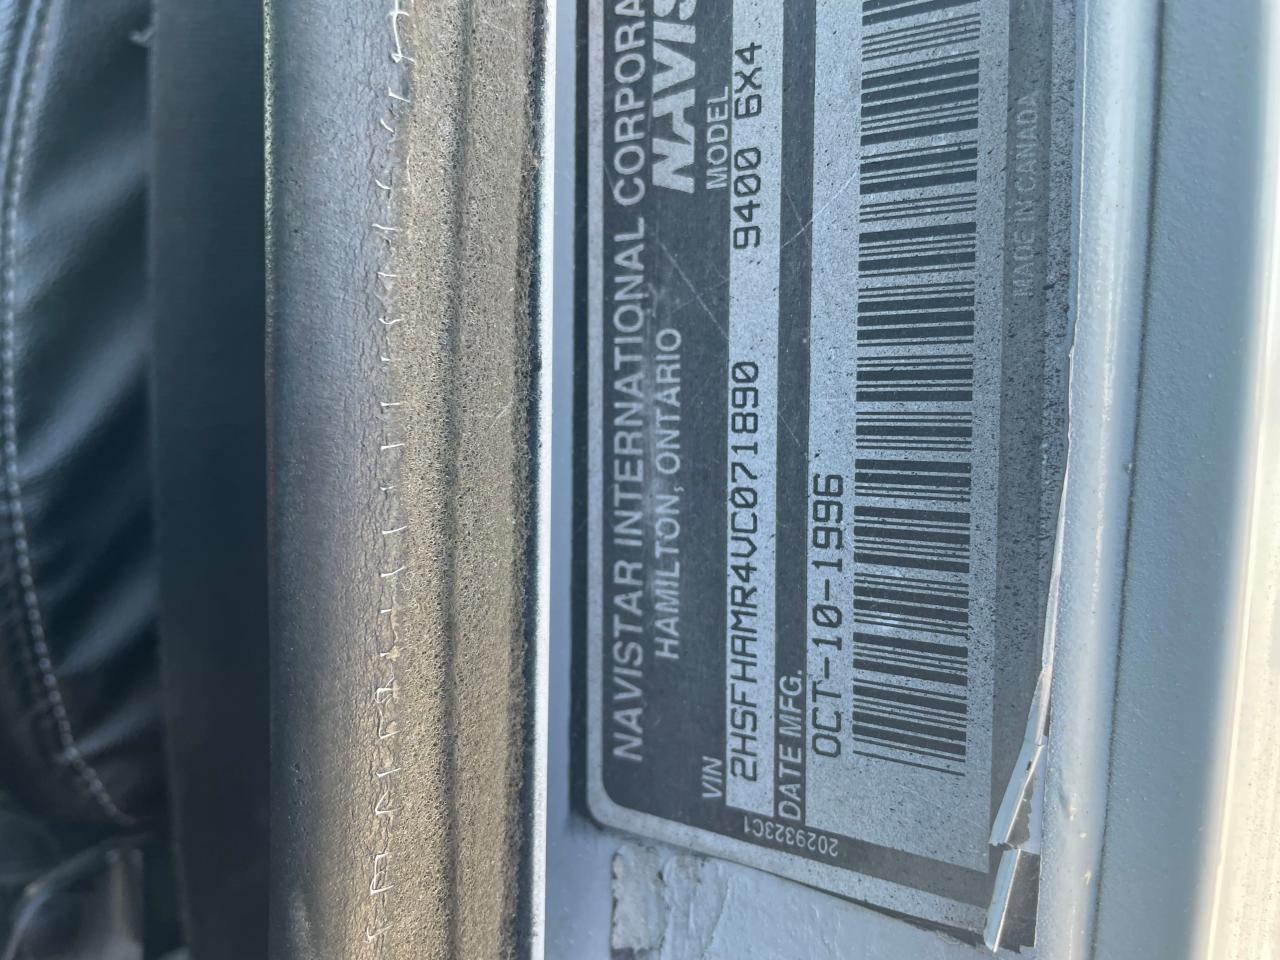 NAVISTAR INTERNATIONAL CORPORA
HAMILTON, ONTARIO
NAVIS
VIN
MODEL
2HSFHAMR4VC071890 9400 6X4
DATE MFG.
OCT-10-1996
MADE IN CANADA
2029323C1